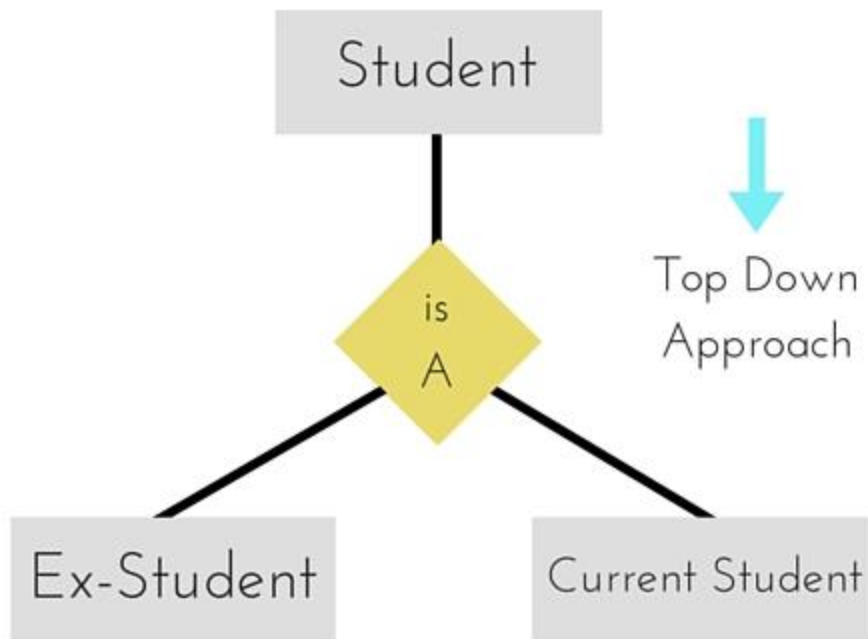 Student
is
A
Top Down
Approach
Ex-Student
Current Student